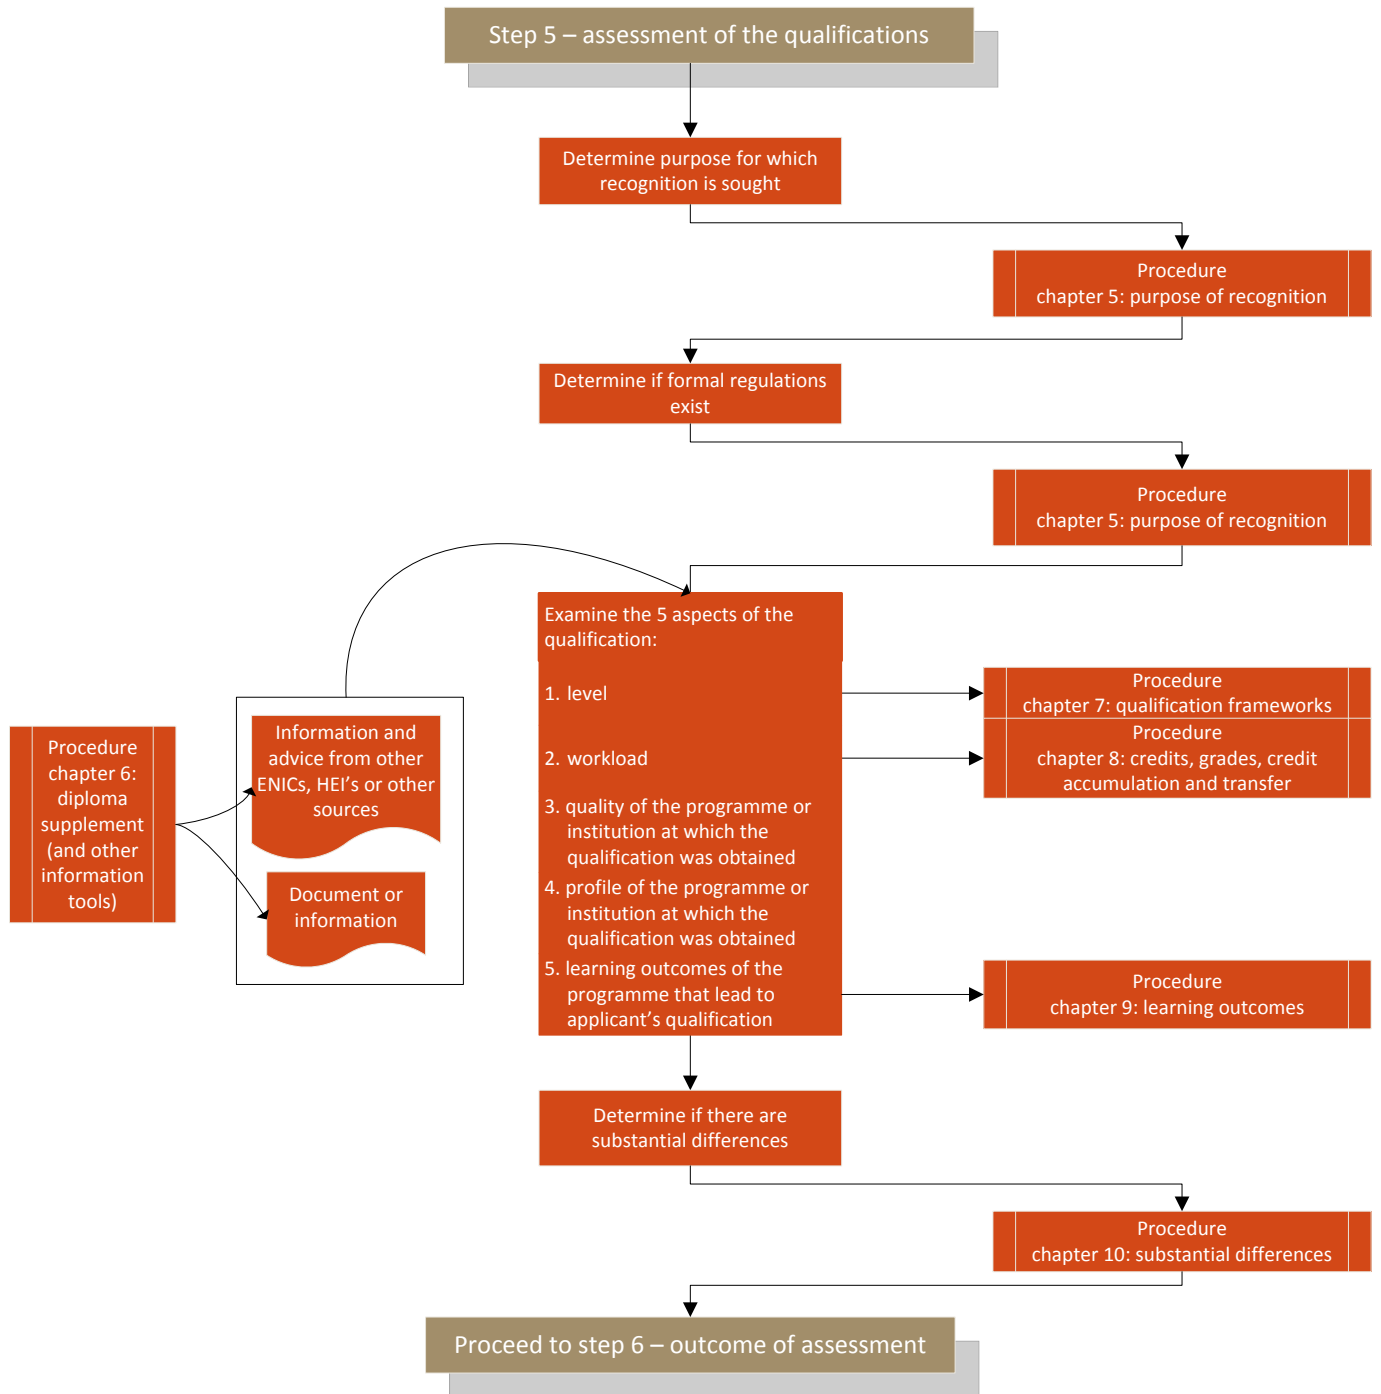 Step 5 – assessment of the qualifications
Determine purpose for which
recognition is sought
Procedure
chapter 5: purpose of recognition
Determine if formal regulations
exist
Procedure
chapter 5: purpose of recognition
Examine the 5 aspects of the
qualification:
1. level
2. workload
3. quality of the programme or
institution at which the
qualification was obtained
4. profile of the programme or
institution at which the
qualification was obtained
5. learning outcomes of the
programme that lead to
applicant’s qualification
Procedure
chapter 7: qualification frameworks
Procedure
chapter 8: credits, grades, credit
accumulation and transfer
Procedure
chapter 9: learning outcomes
Procedure
chapter 6:
diploma
supplement
(and other
information
tools)
Information and
advice from other
ENICs, HEI’s or other
sources
Document or
information
Determine if there are
substantial differences
Procedure
chapter 10: substantial differences
Proceed to step 6 – outcome of assessment